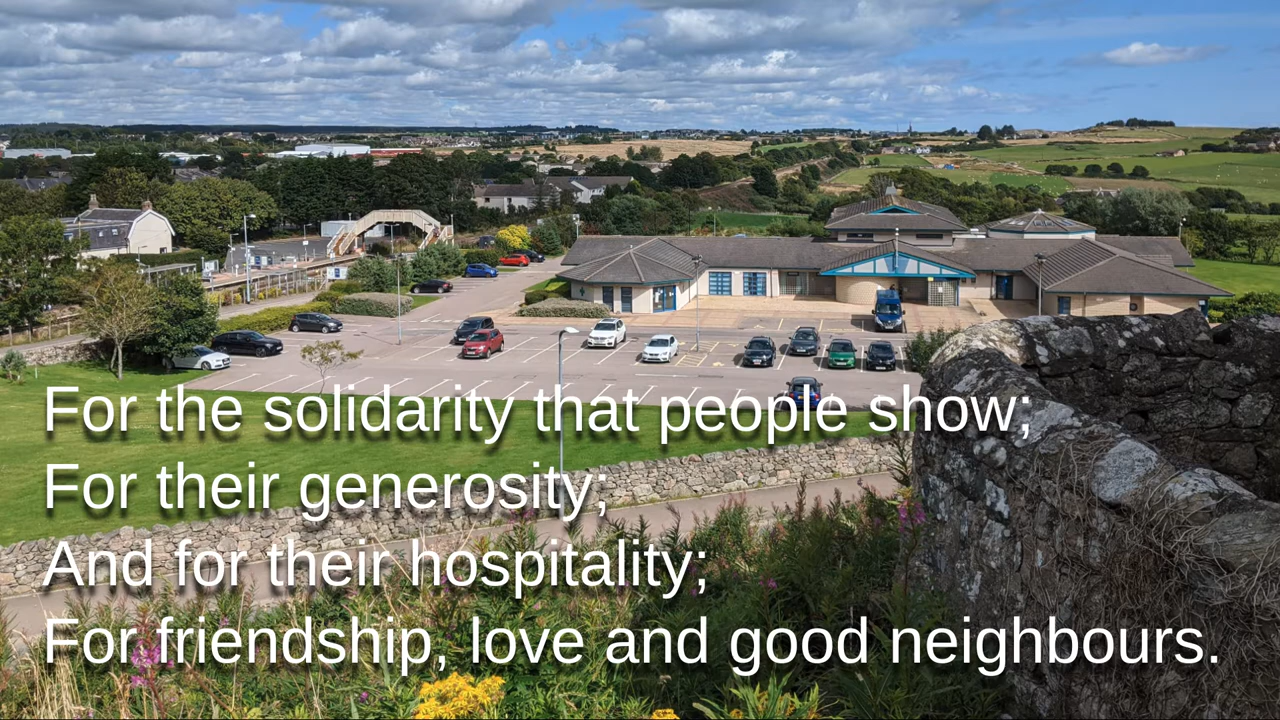 For the solidarity that people show;
For their generosity;
And for their hospitality;
For friendship, love and good neighbours.